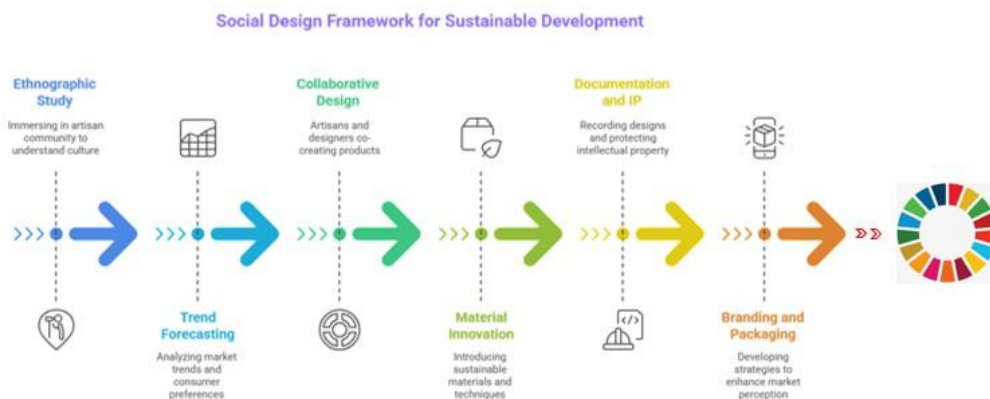 Social Design Framework for Sustainable Development
Ethnographic
Study
Immersing in artisan
community to
understand culture
Trend
Forecasting
Analyzing market
trends and
consumer
preferences
Collaborative
Design
Artisans and
designers co-
creating products
Material
Innovation
Introducing
sustainable
materials and
techniques
Documentation
and IP
Recording designs
and protecting
intellectual property
Branding and
Packaging
Developing
strategies to
enhance market
perception